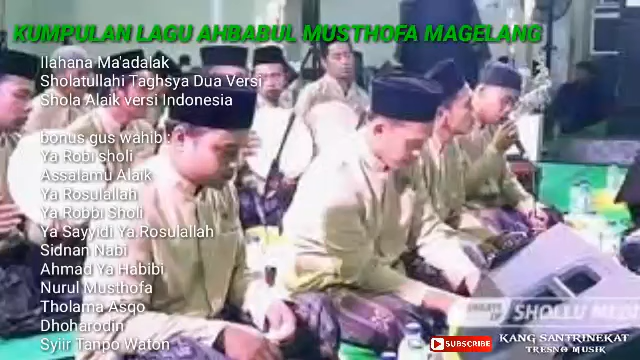 KUMPULAN LAGU AHBABUL MUSTHOFA MAGELANG
Ilahana Ma'adalak
Sholatullahi Taghsya Dua Versi
Shola Alaik versi Indonesia
bonus gus wahib :
Ya Robi sholi
Assalamu Alaik
Ya Rosulallah
Ya Robbi Sholi
Ya Sayyidi Ya Rosulallah
Sidnan Nabi
Ahmad Ya Habibi
Nurul Musthofa
Tholama Asqo
Dhoharodin
Syiir Tanpo Waton
SHOLLU MEDI
SUBSCRIBE
KANG SANTRINEKAT
TRESNO MUSIK